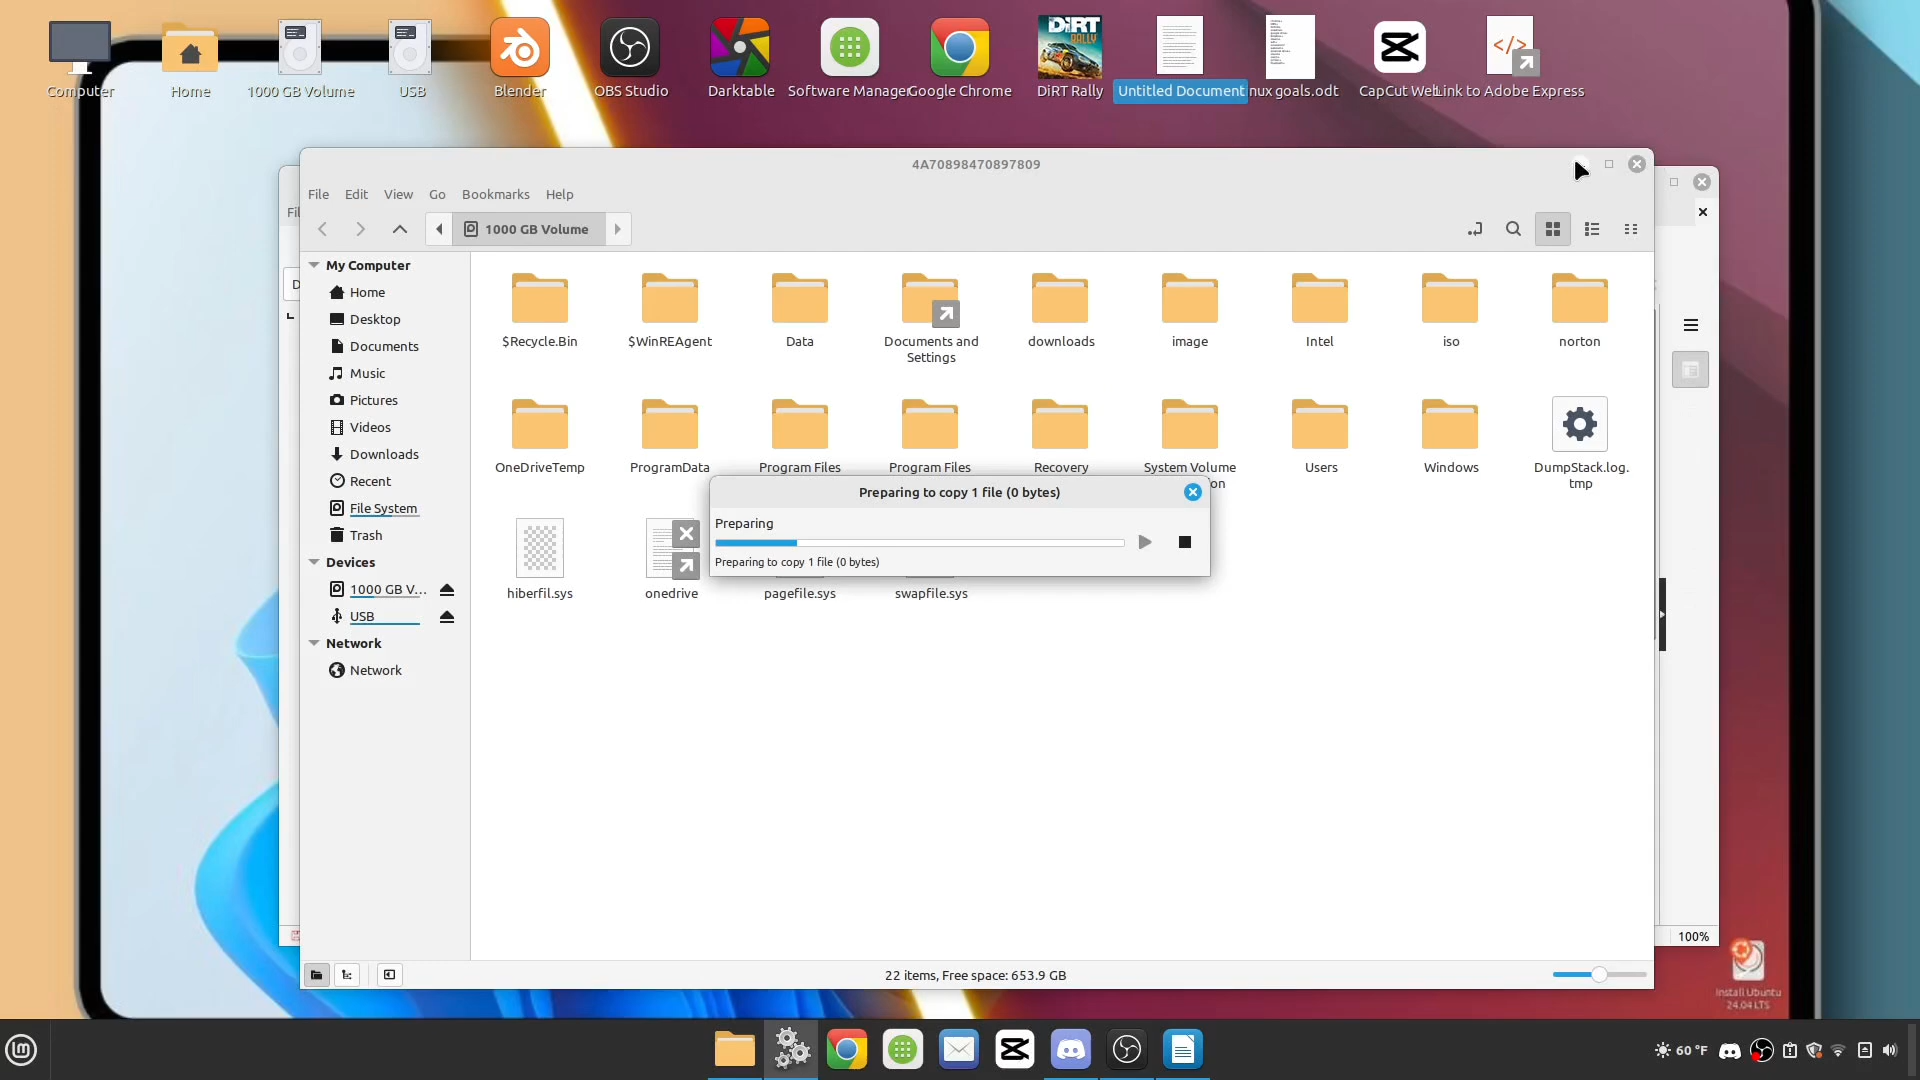 Computer
Home
1000 GB Volume
USB
Blender
OBS Studio
Darktable
Software Manager
Google Chrome
DiRT Rally
Untitled Document
nux goals.odt
CapCut Web
Link to Adobe Express
DiRT
RALLY
4A70898470897809
File Edit View Go Bookmarks Help
1000 GB Volume
My Computer
Home
Desktop
Documents
Music
Pictures
Videos
Downloads
Recent
File System
Trash
Devices
1000 GB V...
USB
Network
Network
$Recycle.Bin
$WinREAgent
Data
Documents and
Settings
downloads
image
Intel
iso
norton
OneDriveTemp
ProgramData
Program Files
Program Files
Recovery
System Volume
on
Users
Windows
DumpStack.log.
tmp
Preparing to copy 1 file (0 bytes)
Preparing
Preparing to copy 1 file (0 bytes)
hiberfil.sys
onedrive
pagefile.sys
swapfile.sys
22 items, Free space: 653.9 GB
100%
Install Ubuntu
24.04 LTS
60 °F